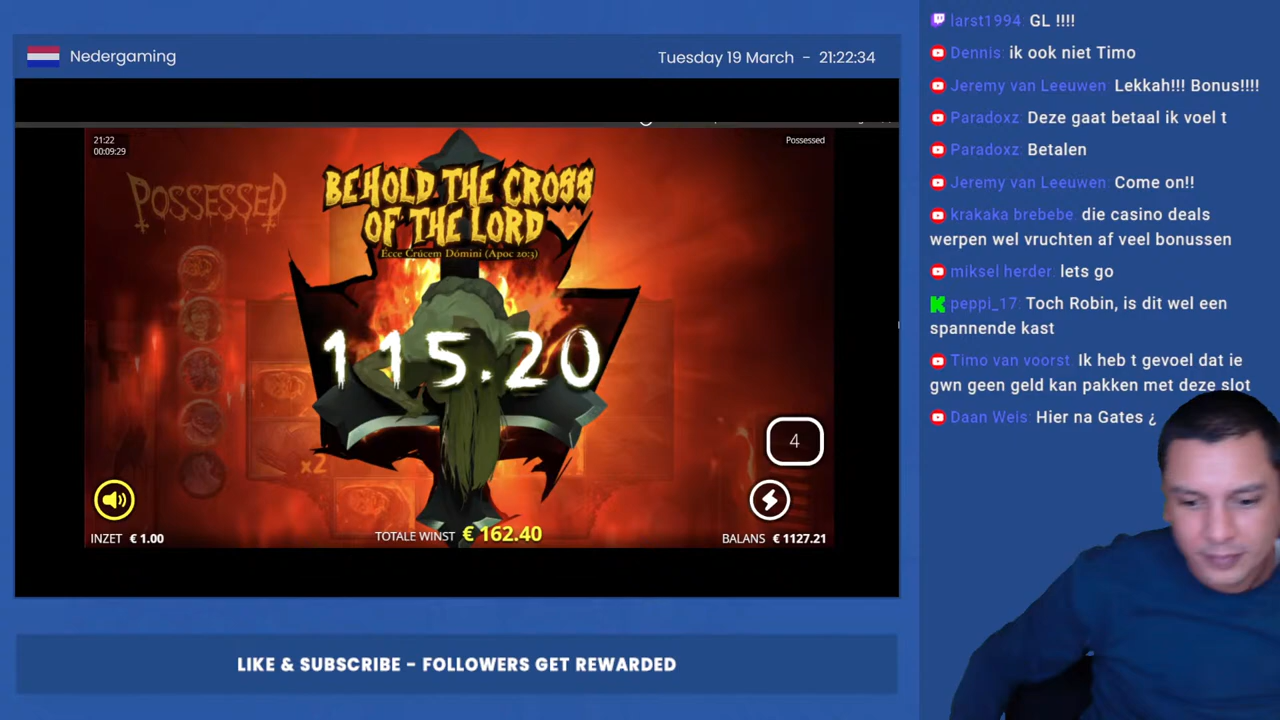 Nedergaming
Tuesday 19 March - 21:22:34
21:22
00:09:29
Possessed
POSSESSED
BEHOLD THE CROSS
OF THE LORD
Ecce Crúcem Dómini (Apoc 20:3)
115.20
4
x2
INZET € 1.00
TOTALE WINST € 162.40
BALANS € 1127.21
LIKE & SUBSCRIBE - FOLLOWERS GET REWARDED
larst1994: GL !!!!
Dennis: ik ook niet Timo
Jeremy van Leeuwen: Lekkah!!! Bonus!!!!
Paradoxz: Deze gaat betaal ik voel t
Paradoxz: Betalen
Jeremy van Leeuwen: Come on!!
krakaka brebebe: die casino deals
werpen wel vruchten af veel bonussen
miksel herder: lets go
peppi_17: Toch Robin, is dit wel een
spannende kast
Timo van voorst: Ik heb t gevoel dat ie
gwn geen geld kan pakken met deze slot
Daan Weis: Hier na Gates ¿